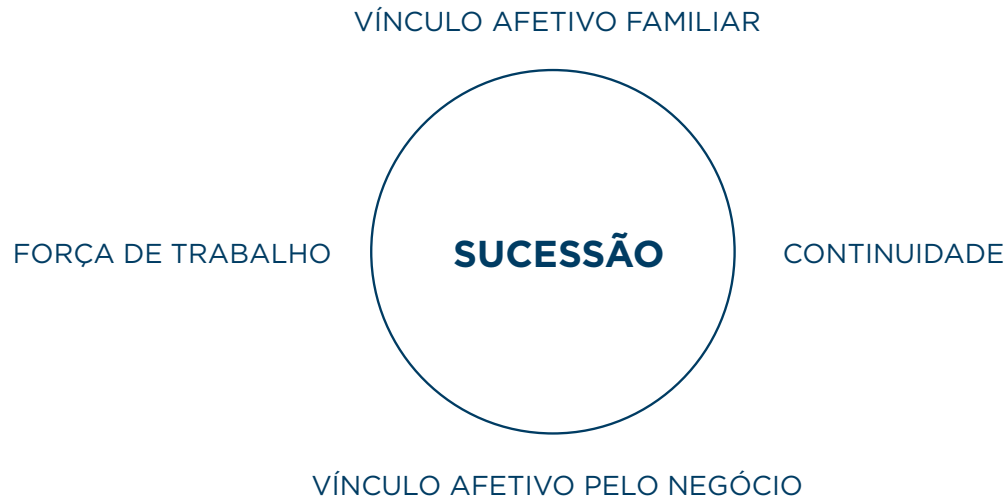 VÍNCULO AFETIVO FAMILIAR
FORÇA DE TRABALHO
SUCESSÃO
CONTINUIDADE
VÍNCULO AFETIVO PELO NEGÓCIO